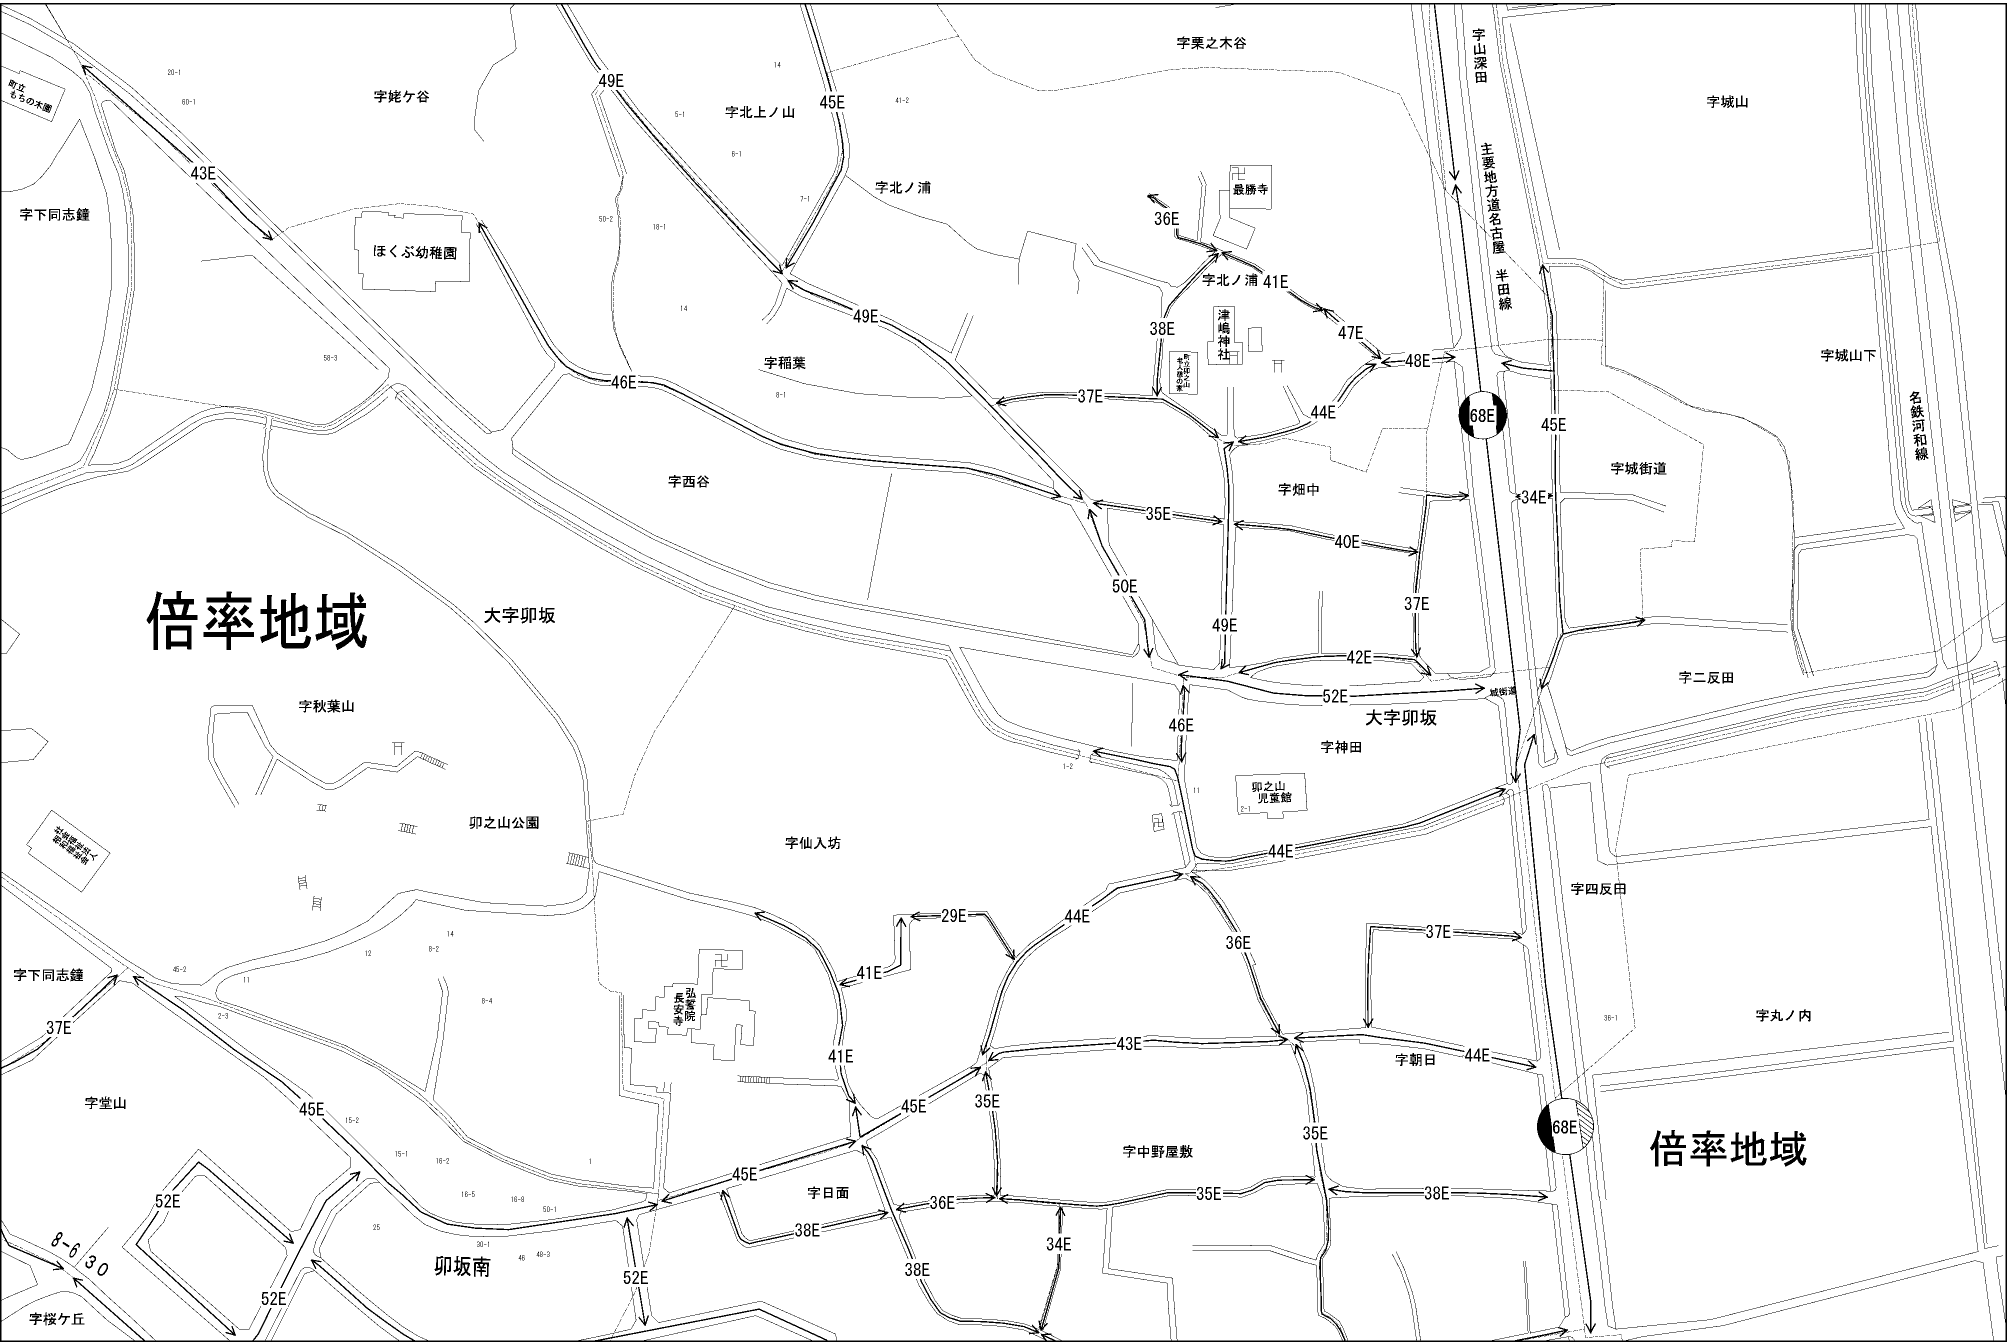 字栗之木谷
字山深田
20-1
町立
もちの木園
60-1
字姥ケ谷
49E
14
45E
41-2
字城山
5-1
字北上ノ山
6-1
主要地方道名古屋　半田線
43E
字下同志鐘
7-1
字北ノ浦
最勝寺
50-2
18-1
36E
ほくぶ幼稚園
字北ノ浦
41E
14
49E
38E
津嶋神社
47E
58-3
字稲葉
48E
字城山下
46E
8-1
37E
44E
68E
45E
名鉄河和線
字西谷
字畑中
字城街道
35E
34E
40E
50E
倍率地域
大字卯坂
37E
49E
42E
字秋葉山
52E
城街道
字二反田
46E
大字卯坂
字神田
1-2
11
卯之山
児童館
2-1
卯之山公園
字仙入坊
44E
字四反田
29E
44E
14
8-2
12
36E
37E
45-2
字下同志鐘
11
41E
8-4
弘誓院
長安寺
2-3
37E
36-1
字丸ノ内
41E
43E
44E
字朝日
字堂山
45E
15-2
45E
35E
68E
35E
15-1
16-2
1
字中野屋敷
倍率地域
45E
52E
16-5
16-8
字日面
35E
38E
50-1
36E
25
38E
8-6 30
30-1
46
48-3
34E
卯坂南
52E
38E
52E
字桜ケ丘